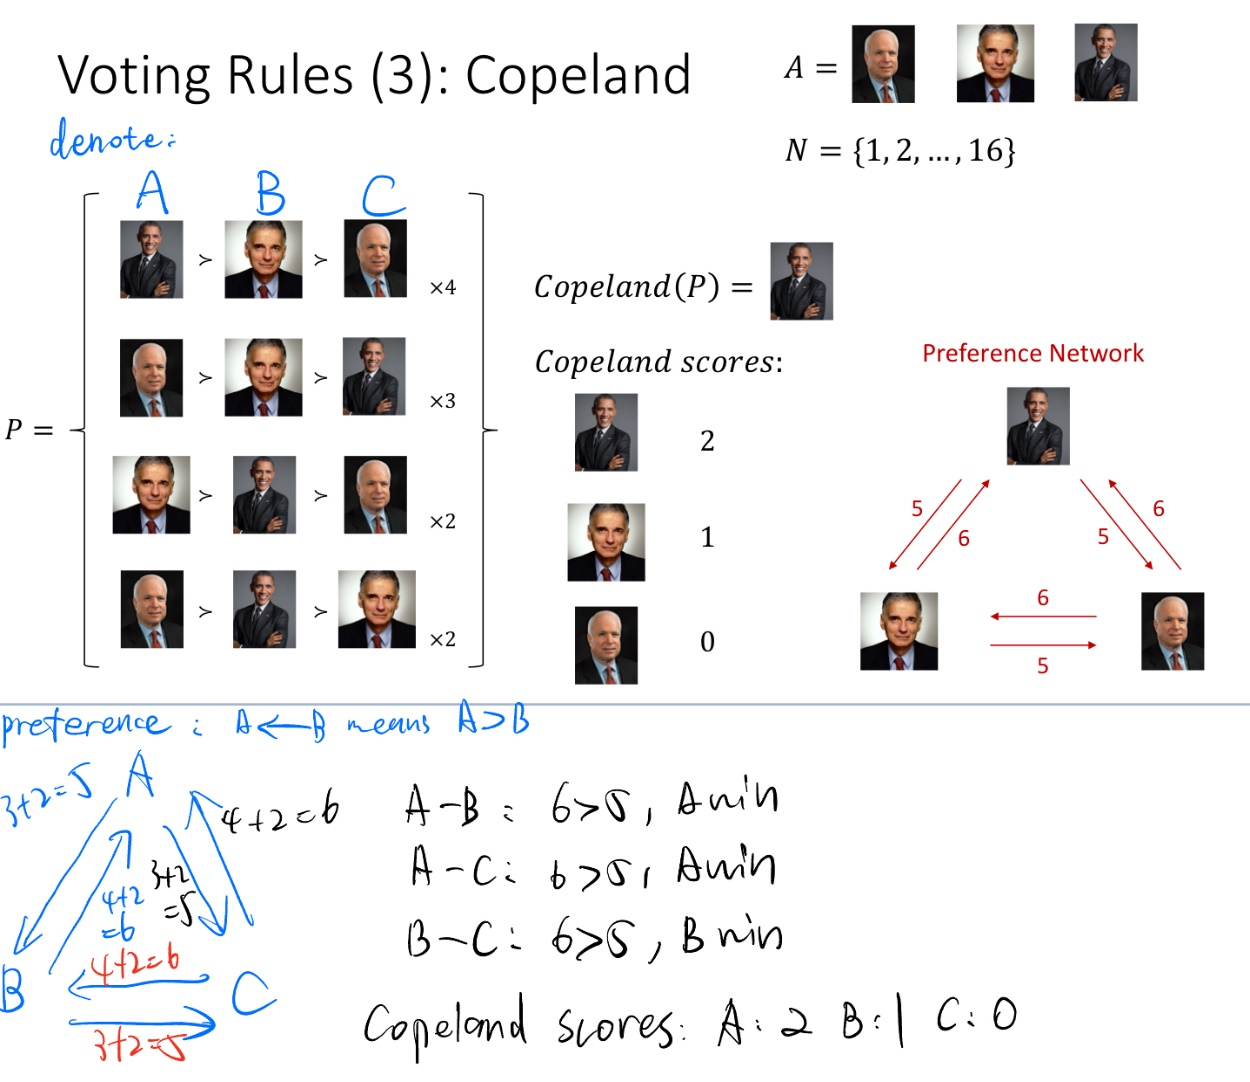 Voting Rules (3): Copeland
A =
N = {1, 2, …, 16}
denote:
A B C
P =
≻ ≻ ×4
≻ ≻ ×3
≻ ≻ ×2
≻ ≻ ×2
Copeland(P) =
Copeland scores:
2
1
0
Preference Network
5
6
5
6
6
5
preference : A ← B means A > B
A
3+2=5
4+2
=6
3+2
=5
4+2=6
B
C
4+2=6
3+2=5
A-B : 6>5, A win
A-C: 6>5, A win
B-C: 6>5, B win
Copeland scores: A: 2 B: 1 C: 0